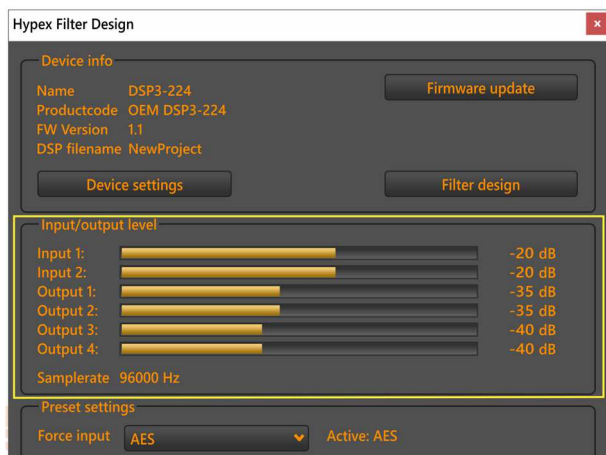 Hypex Filter Design
Device info
Name DSP3-224
Firmware update
Productcode OEM DSP3-224
FW Version 1.1
DSP filename NewProject
Device settings
Filter design
Input/output level
Input 1: -20 dB
Input 2: -20 dB
Output 1: -35 dB
Output 2: -35 dB
Output 3: -40 dB
Output 4: -40 dB
Samplerate 96000 Hz
Preset settings
Force input AES Active: AES